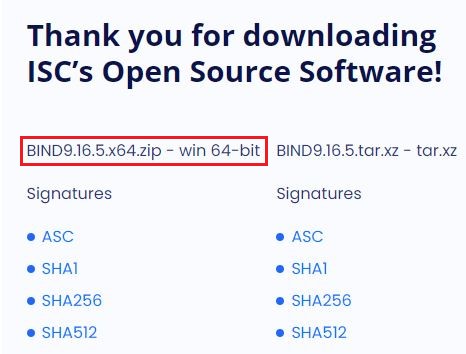 Thank you for downloading
ISC's Open Source Software!
BIND9.16.5.x64.zip - win 64-bit
Signatures
ASC
SHA1
SHA256
SHA512
BIND9.16.5.tar.xz - tar.xz
Signatures
ASC
SHA1
SHA256
SHA512